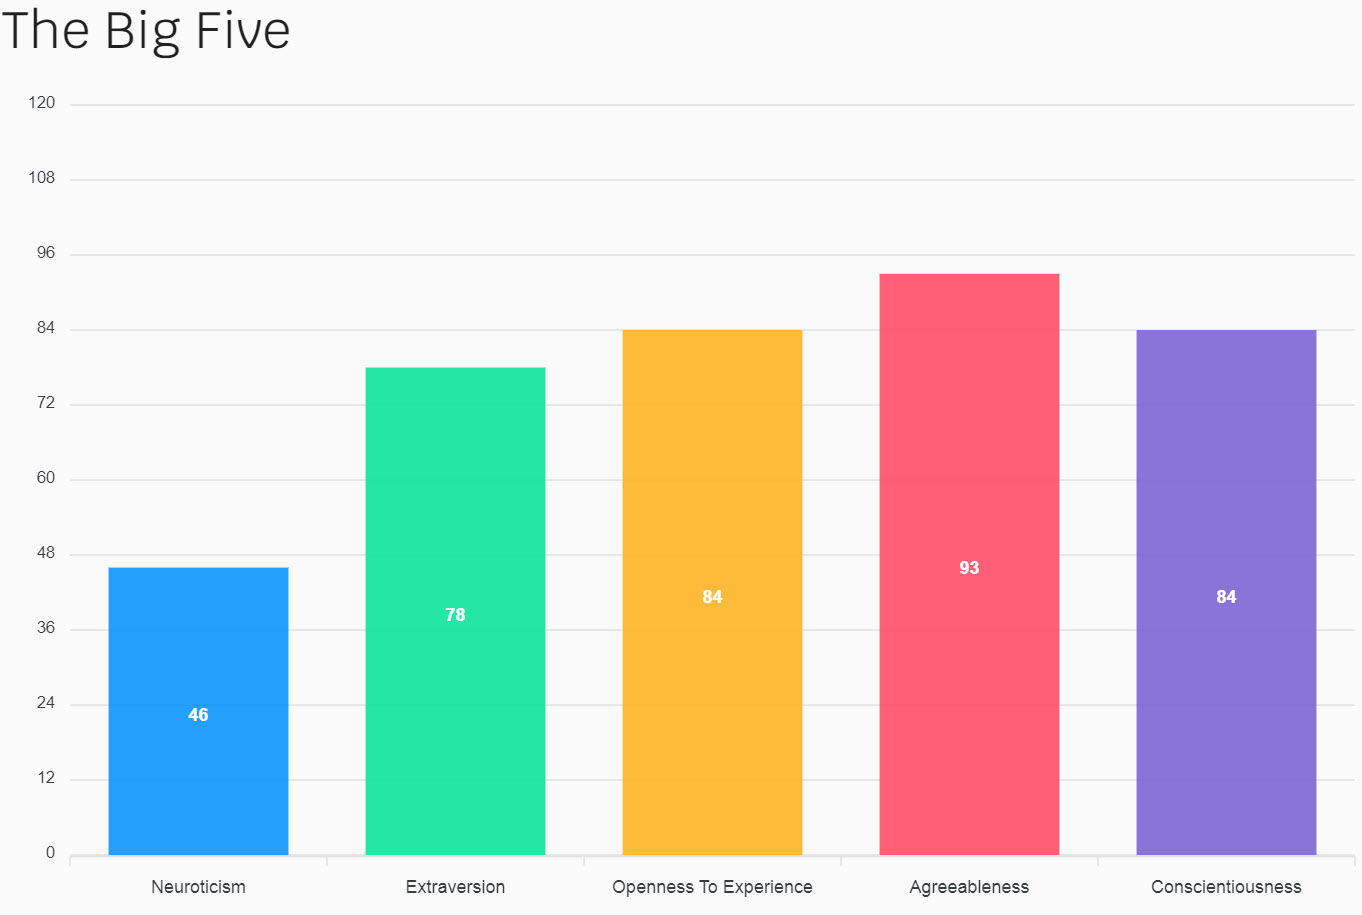 The Big Five
120
108
96
84
72
60
48
36
24
12
0
46
78
84
93
84
Neuroticism
Extraversion
Openness To Experience
Agreeableness
Conscientiousness